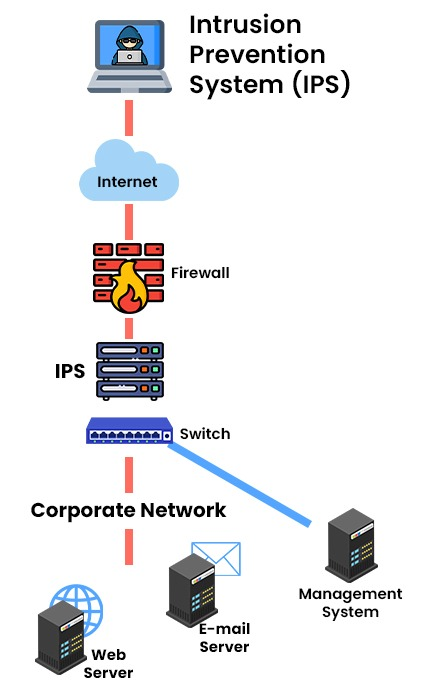 Intrusion
Prevention
System (IPS)
Internet
Firewall
IPS
Switch
Corporate Network
Management
System
E-mail
Server
Web
Server